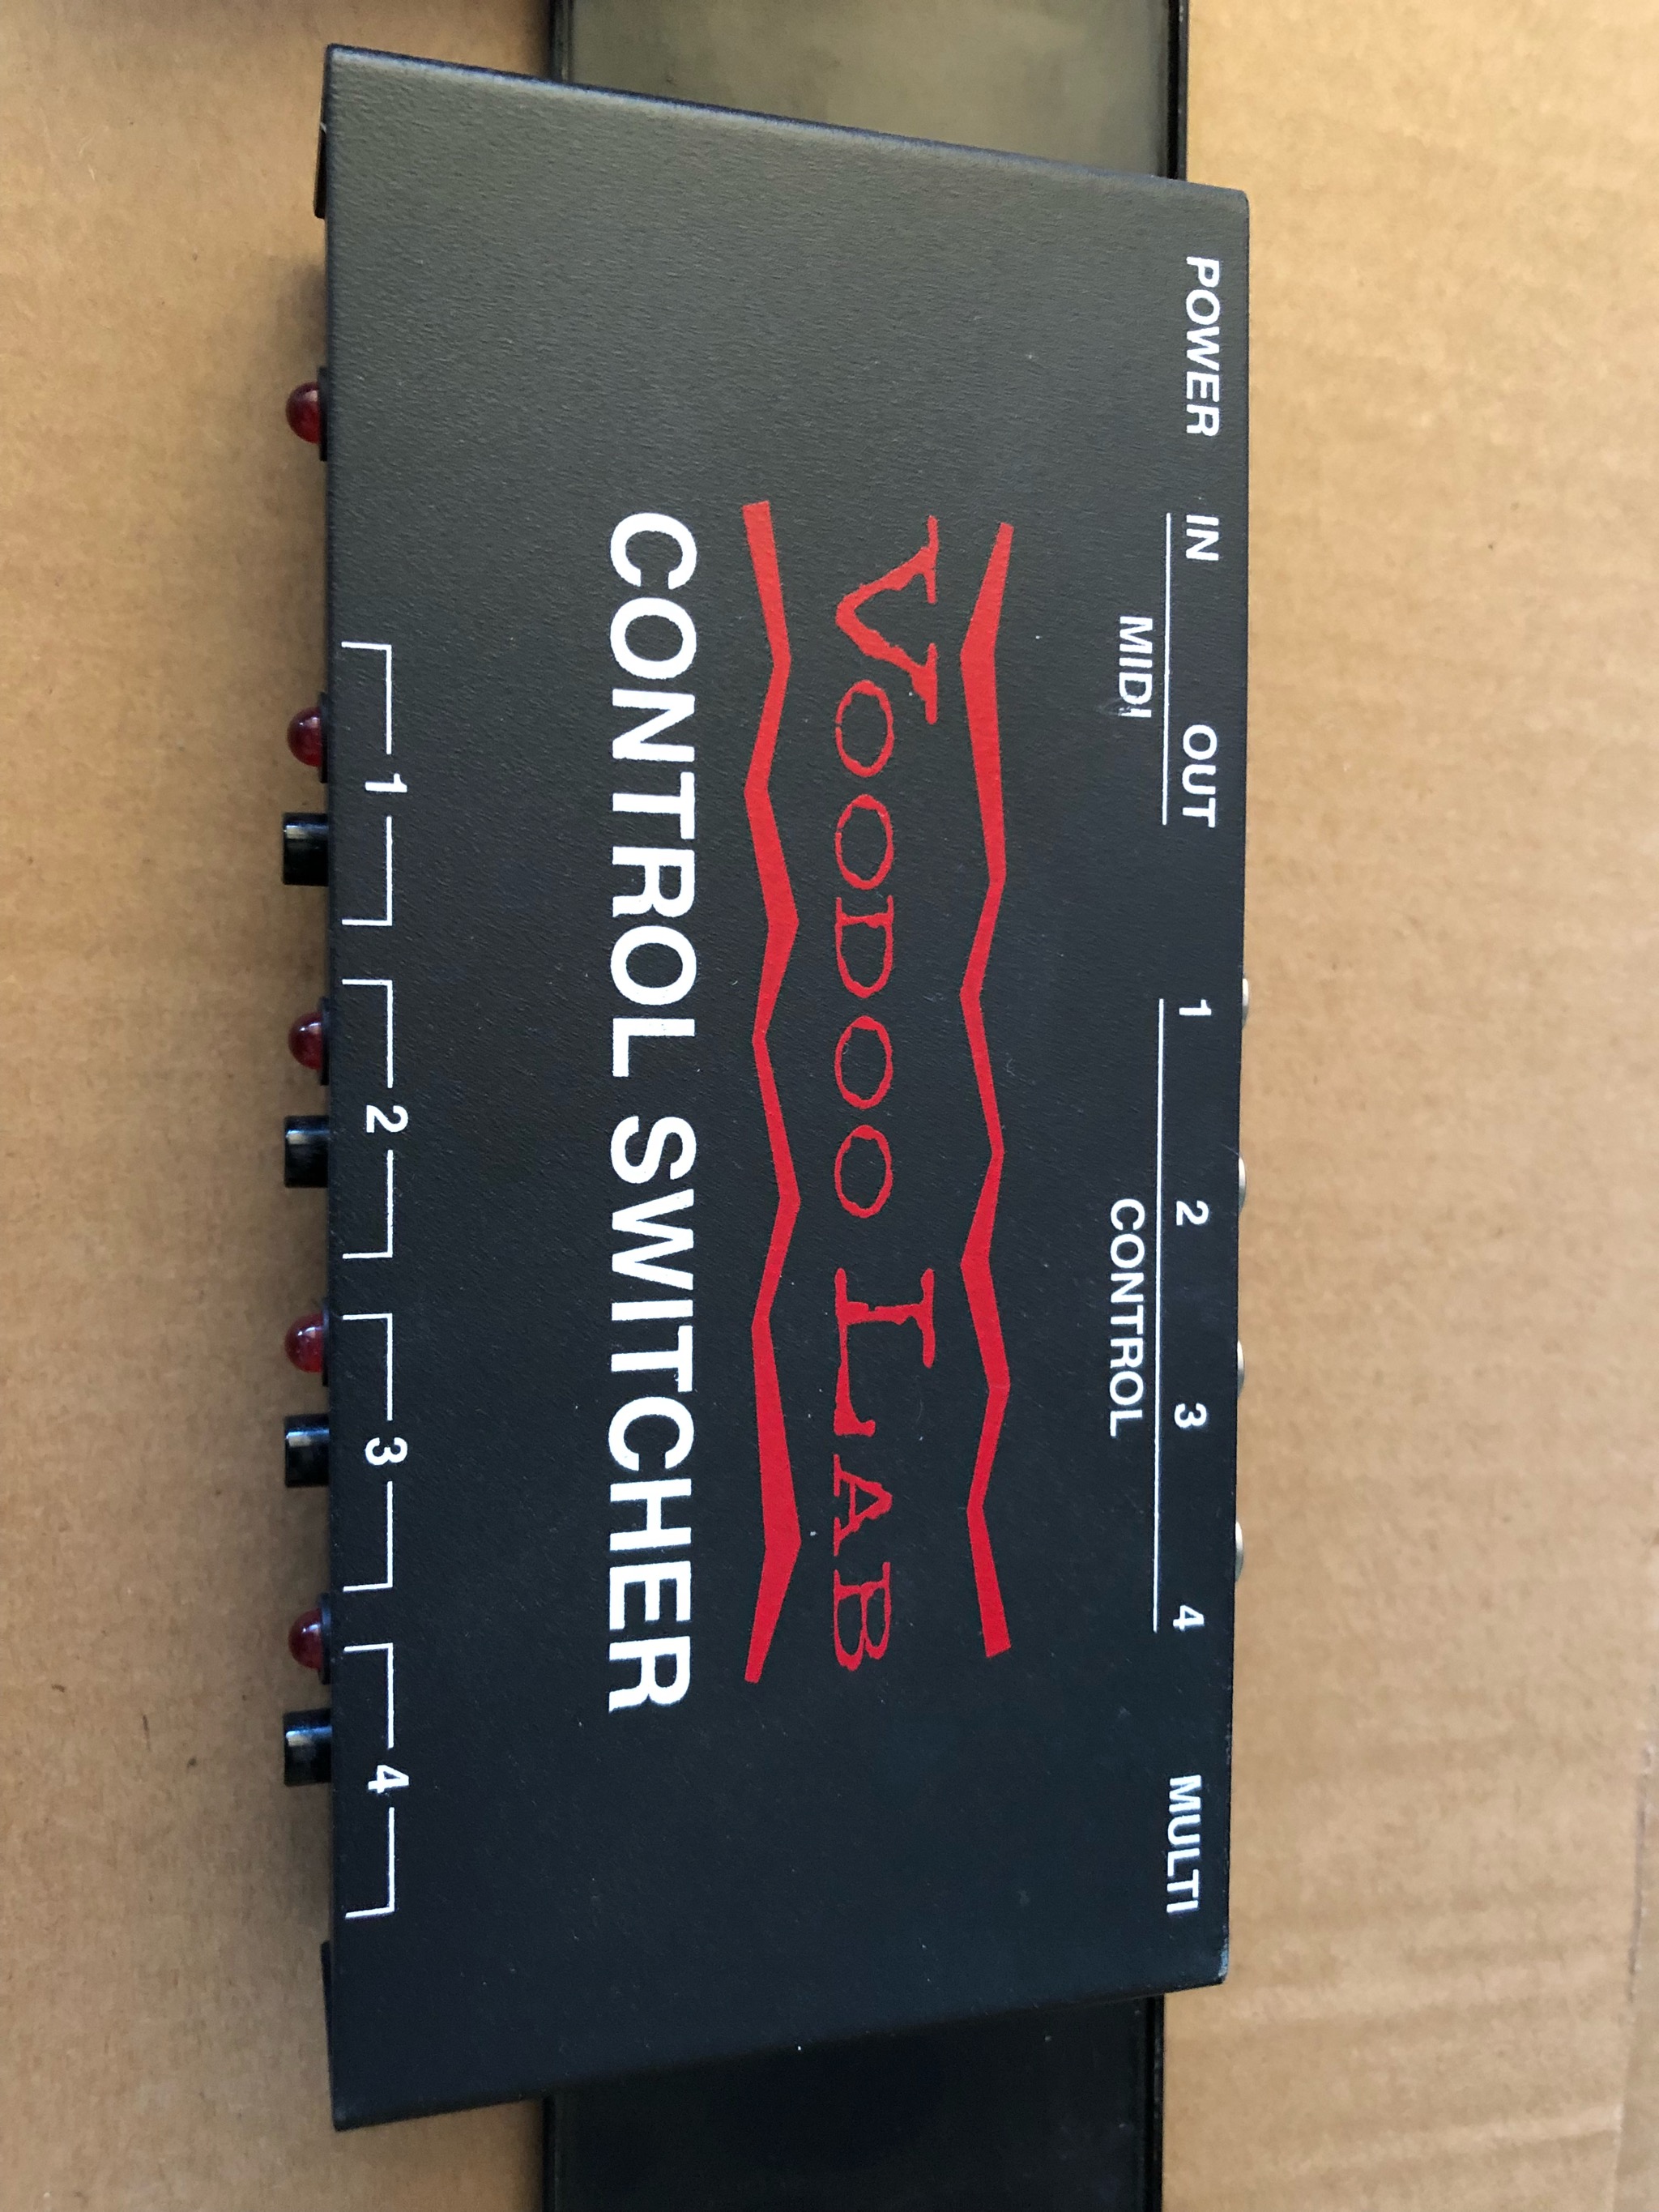 POWER IN OUT 1 2 3 4 MULTI
MIDI CONTROL
VOODOO LAB
CONTROL SWITCHER
1 2 3 4